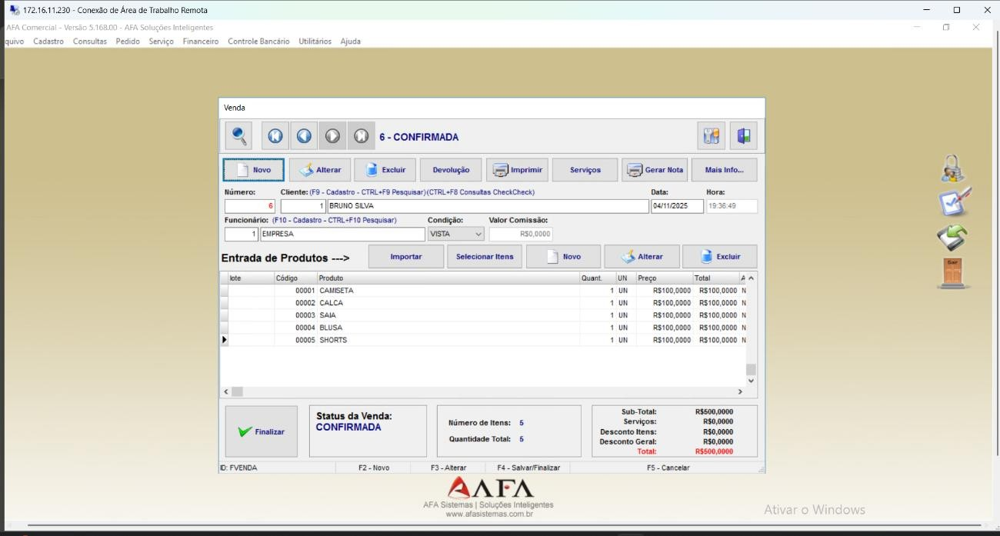 172.16.11.230 - Conexão de Área de Trabalho Remota
AFA Comercial - Versão 5.168.00 - AFA Soluções Inteligentes
quivo Cadastro Consultas Pedido Serviço Financeiro Controle Bancário Utilitários Ajuda
Venda
6 - CONFIRMADA
Novo Alterar Excluir Devolução Imprimir Serviços Gerar Nota Mais Info...
Número: Cliente: (F9 - Cadastro - CTRL+F9 Pesquisar)(CTRL+F8 Consultas CheckCheck) Data: Hora:
6 1 BRUNO SILVA 04/11/2025 19:36:49
Funcionário: (F10 - Cadastro - CTRL+F10 Pesquisar) Condição: Valor Comissão:
1 EMPRESA VISTA R$0,0000
Entrada de Produtos ---> Importar Selecionar Itens Novo Alterar Excluir
lote Código Produto Quant. UN Preço Total A
00001 CAMISETA 1 UN R$100,0000 R$100,0000 N
00002 CALCA 1 UN R$100,0000 R$100,0000 N
00003 SAIA 1 UN R$100,0000 R$100,0000 N
00004 BLUSA 1 UN R$100,0000 R$100,0000 N
00005 SHORTS 1 UN R$100,0000 R$100,0000 N
Finalizar
Status da Venda:
CONFIRMADA
Número de Itens: 5
Quantidade Total: 5
Sub-Total: R$500,0000
Serviços: R$0,0000
Desconto Itens: R$0,0000
Desconto Geral: R$0,0000
Total: R$500,0000
ID: FVENDA F2 - Novo F3 - Alterar F4 - Salvar/Finalizar F5 - Cancelar
Sair
AFA
AFA Sistemas | Soluções Inteligentes
www.afasistemas.com.br
Ativar o Windows